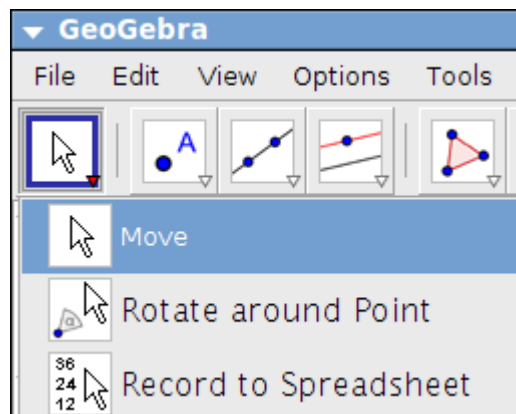 GeoGebra
File Edit View Options Tools
A
Move
Rotate around Point
36
24
12
Record to Spreadsheet